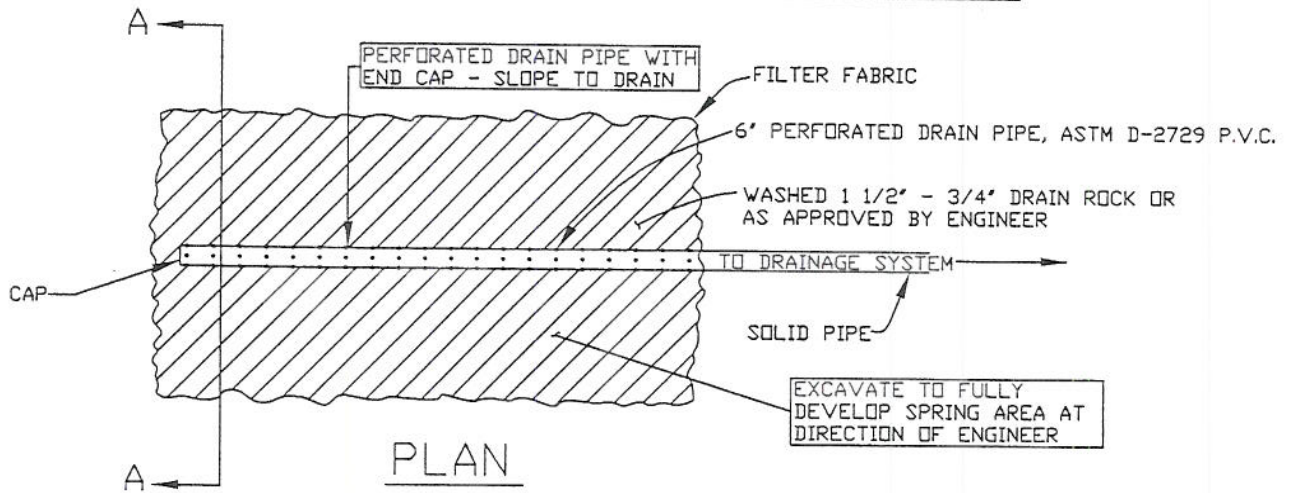 A
PERFORATED DRAIN PIPE WITH
END CAP - SLOPE TO DRAIN
FILTER FABRIC
6" PERFORATED DRAIN PIPE, ASTM D-2729 P.V.C.
WASHED 1 1/2" - 3/4" DRAIN ROCK OR
AS APPROVED BY ENGINEER
TO DRAINAGE SYSTEM
CAP
SOLID PIPE
EXCAVATE TO FULLY
DEVELOP SPRING AREA AT
DIRECTION OF ENGINEER
A
PLAN